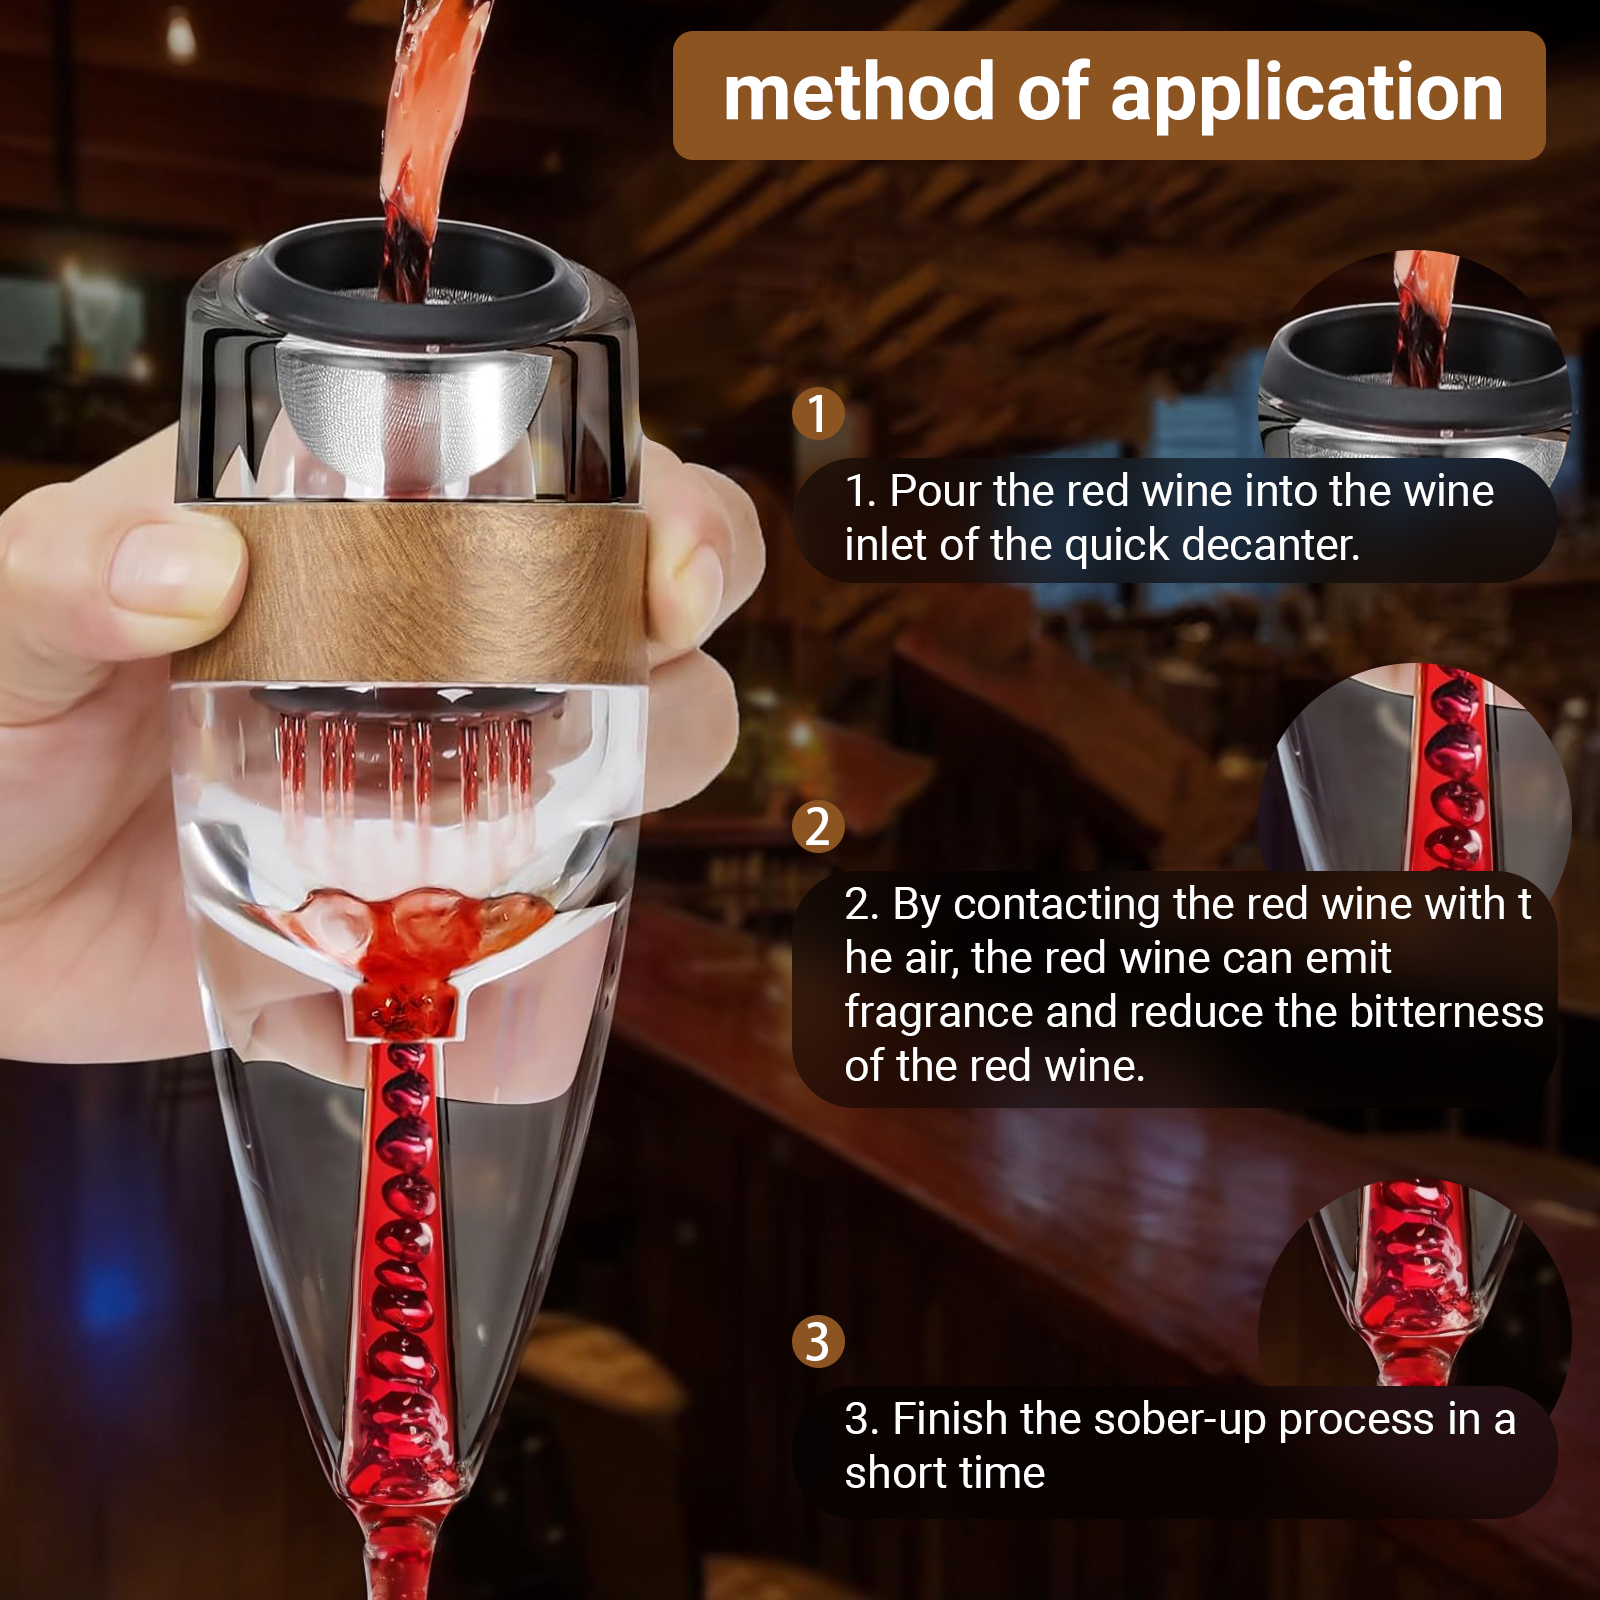 method of application
1
1. Pour the red wine into the wine
inlet of the quick decanter.
2
2. By contacting the red wine with t
he air, the red wine can emit
fragrance and reduce the bitterness
of the red wine.
3
3. Finish the sober-up process in a
short time